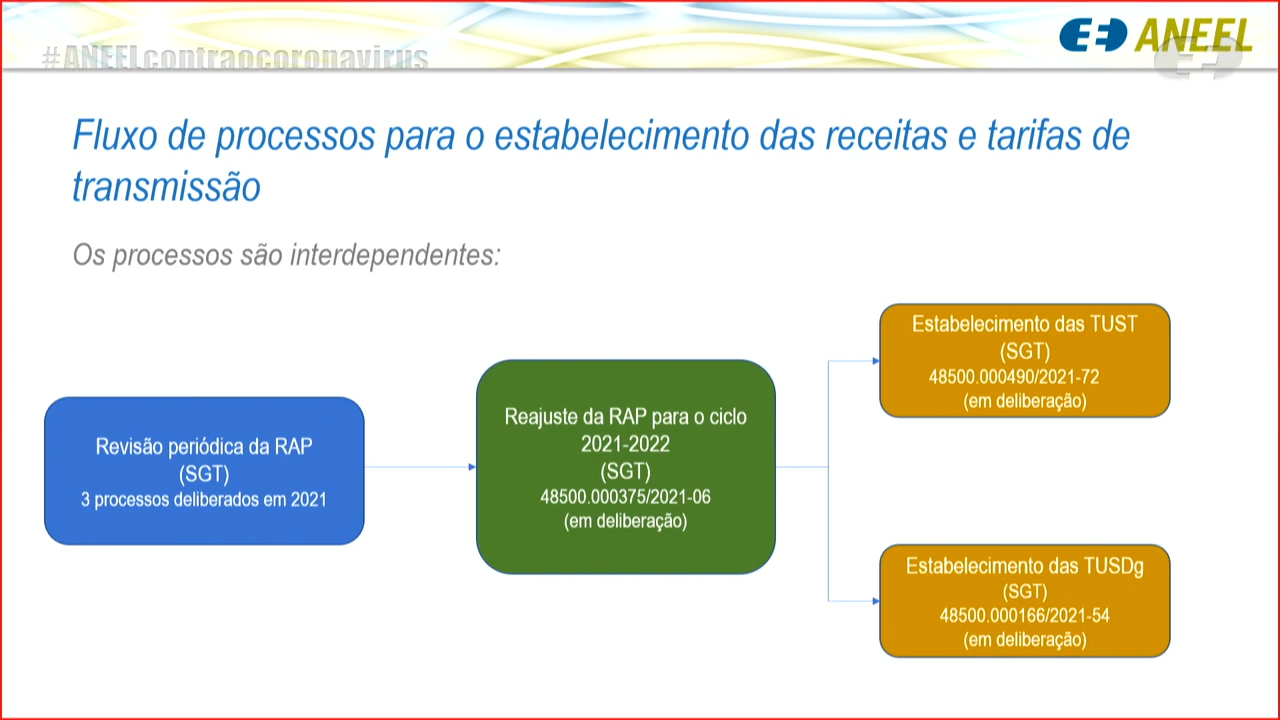 #ANEELcontraocoronavirus
ANEEL
Fluxo de processos para o estabelecimento das receitas e tarifas de
transmissão
Os processos são interdependentes:
Revisão periódica da RAP
(SGT)
3 processos deliberados em 2021
Reajuste da RAP para o ciclo
2021-2022
(SGT)
48500.000375/2021-06
(em deliberação)
Estabelecimento das TUST
(SGT)
48500.000490/2021-72
(em deliberação)
Estabelecimento das TUSDg
(SGT)
48500.000166/2021-54
(em deliberação)